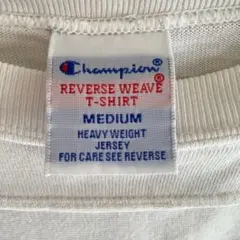 Champion®
REVERSE WEAVE®
T-SHIRT
MEDIUM
HEAVY WEIGHT
JERSEY
FOR CARE SEE REVERSE